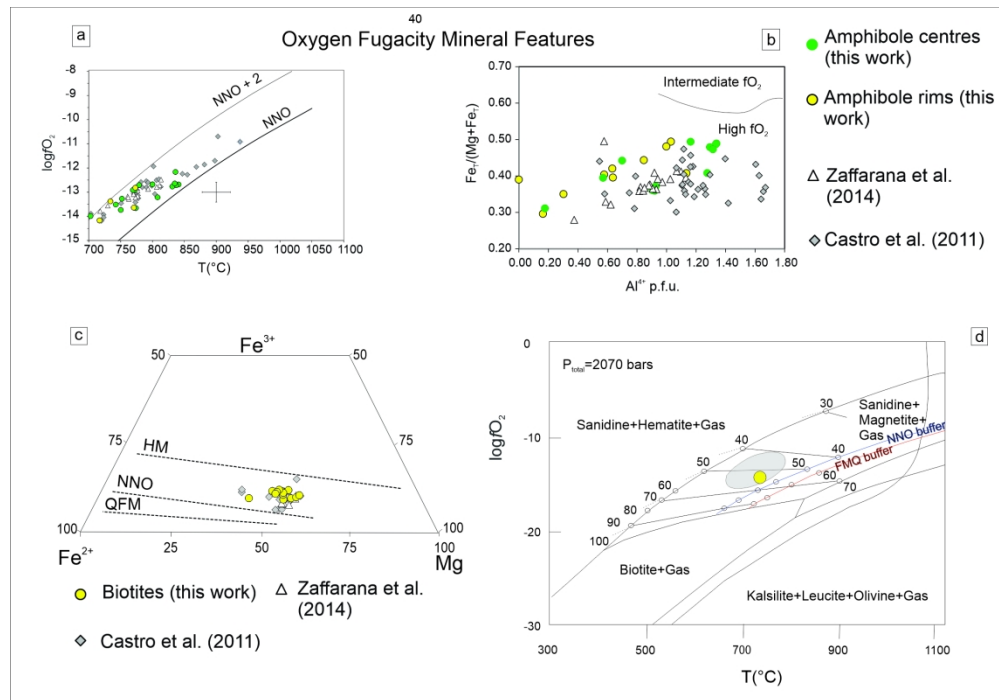 40
Oxygen Fugacity Mineral Features
a
-8
-9
-10
-11
-12
-13
-14
-15
logfO2
NNO + 2
NNO
700 750 800 850 900 950 1000 1050 1100
T(°C)
b
0.70
0.60
0.50
0.40
0.30
0.20
FeT/(Mg+FeT)
Intermediate fO2
High fO2
0.00 0.20 0.40 0.60 0.80 1.00 1.20 1.40 1.60 1.80
Al4+ p.f.u.
Amphibole centres
(this work)
Amphibole rims (this
work)
Zaffarana et al.
(2014)
Castro et al. (2011)
c
Fe3+
50 50
75 75
HM
NNO
QFM
100 100
Fe2+ 25 50 75 Mg
Biotites (this work)
Zaffarana et al.
(2014)
Castro et al. (2011)
d
0
-10
-20
-30
logfO2
Ptotal=2070 bars
Sanidine+Hematite+Gas
30
Sanidine+
Magnetite+
Gas
NNO buffer
FMQ buffer
40 40
50 50
60 60
70 70
80
90
100
Biotite+Gas
Kalsilite+Leucite+Olivine+Gas
300 500 700 900 1100
T(°C)